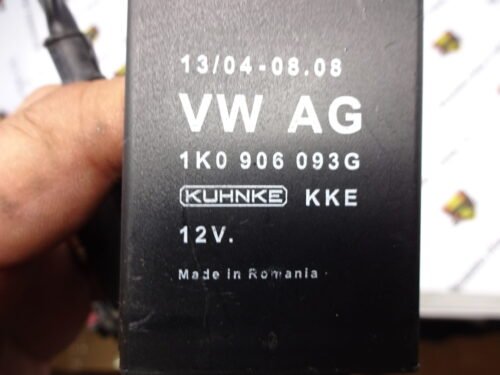 13/04-08.08
VW AG
1K0 906 093G
KUHNKE KKE
12V.
Made in Romania